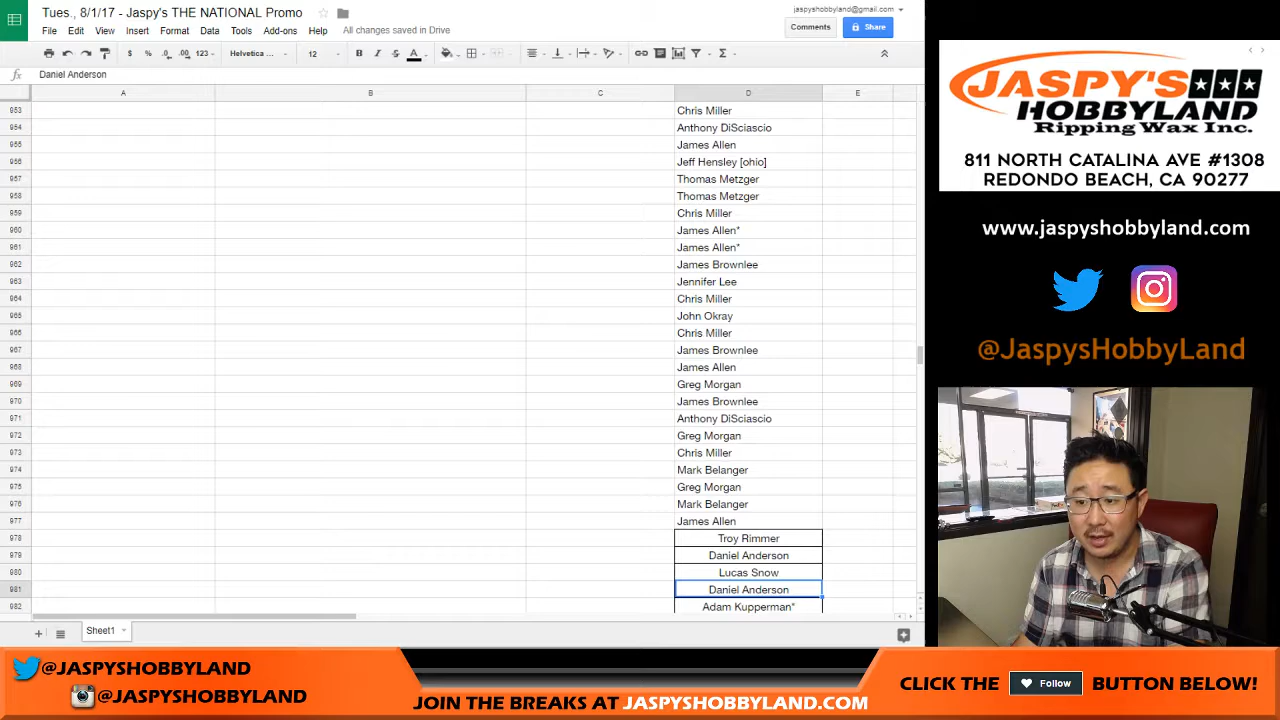 Tues., 8/1/17 - Jaspy's THE NATIONAL Promo
jaspyshobbyland@gmail.com
File Edit View Insert Format Data Tools Add-ons Help All changes saved in Drive
Comments
Share
$ % .0 .00 123 Helvetica ... 12 B I S A Σ
fx Daniel Anderson
A B C D E
953 Chris Miller
954 Anthony DiSciascio
955 James Allen
956 Jeff Hensley [ohio]
957 Thomas Metzger
958 Thomas Metzger
959 Chris Miller
960 James Allen*
961 James Allen*
962 James Brownlee
963 Jennifer Lee
964 Chris Miller
965 John Okray
966 Chris Miller
967 James Brownlee
968 James Allen
969 Greg Morgan
970 James Brownlee
971 Anthony DiSciascio
972 Greg Morgan
973 Chris Miller
974 Mark Belanger
975 Greg Morgan
976 Mark Belanger
977 James Allen
978 Troy Rimmer
979 Daniel Anderson
980 Lucas Snow
981 Daniel Anderson
982 Adam Kupperman*
+ Sheet1
JASPY'S
HOBBYLAND
Ripping Wax Inc.
811 NORTH CATALINA AVE #1308
REDONDO BEACH, CA 90277
www.jaspyshobbyland.com
@JaspysHobbyLand
@JASPYSHOBBYLAND
@JASPYSHOBBYLAND
JOIN THE BREAKS AT JASPYSHOBBYLAND.COM
CLICK THE Follow BUTTON BELOW!